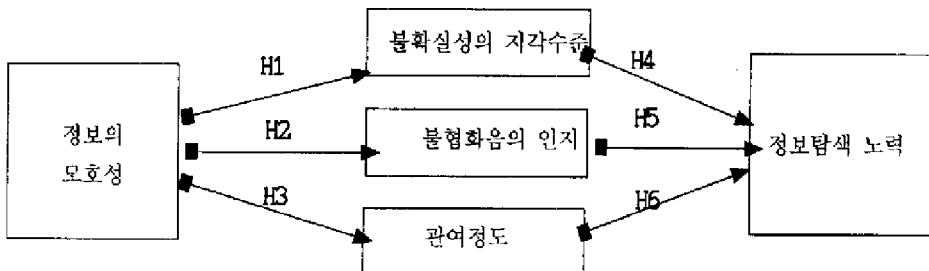 불확실성의 지각수준
H1
H4
정보의
모호성
H2
불협화음의 인지
H5
정보탐색 노력
H3
관여정도
H6